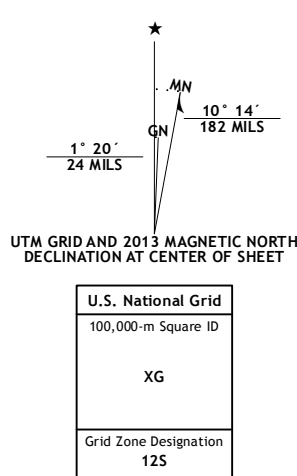 ★
MN
GN
10° 14´
182 MILS
1° 20´
24 MILS
UTM GRID AND 2013 MAGNETIC NORTH
DECLINATION AT CENTER OF SHEET
U.S. National Grid
100,000-m Square ID
XG
Grid Zone Designation
12S